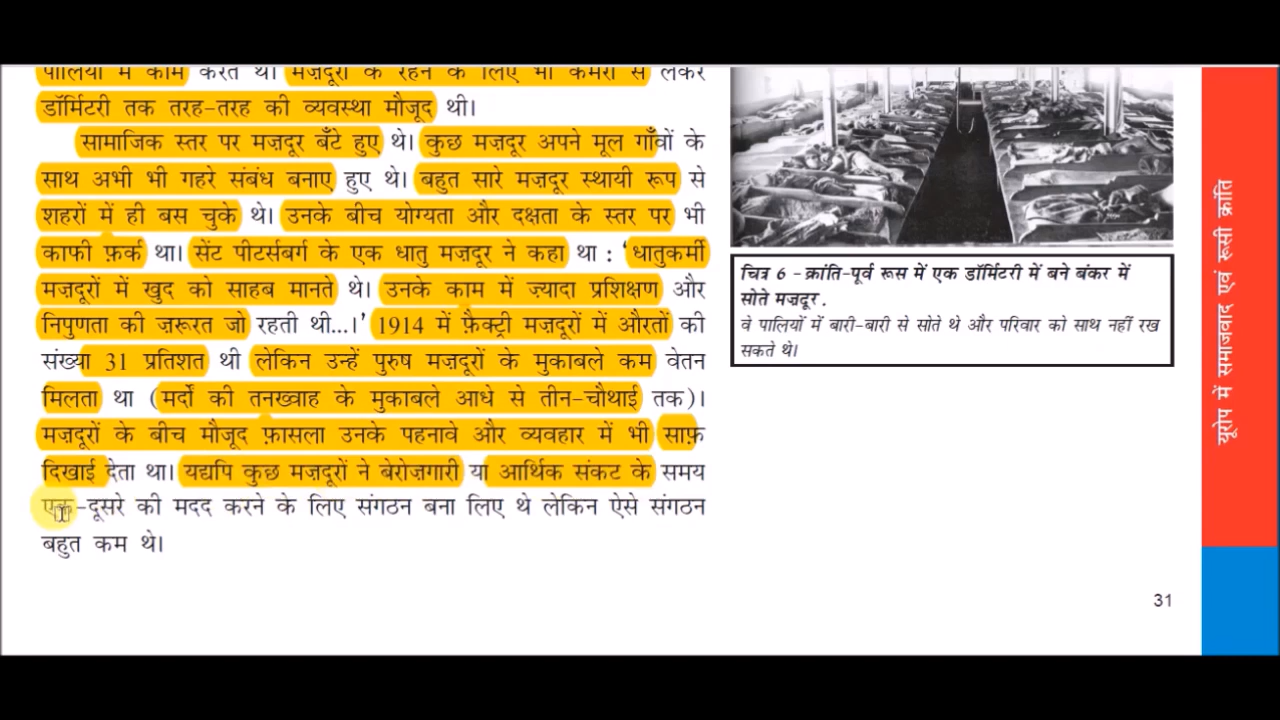 पालियों में काम करते थे। मज़दूरों के रहने के लिए भी कमरों से लेकर
डॉर्मिटरी तक तरह-तरह की व्यवस्था मौजूद थी।
सामाजिक स्तर पर मज़दूर बँटे हुए थे। कुछ मज़दूर अपने मूल गाँवों के
साथ अभी भी गहरे संबंध बनाए हुए थे। बहुत सारे मज़दूर स्थायी रूप से
शहरों में ही बस चुके थे। उनके बीच योग्यता और दक्षता के स्तर पर भी
काफी फ़र्क था। सेंट पीटर्सबर्ग के एक धातु मज़दूर ने कहा था : 'धातुकर्मी
मज़दूरों में खुद को साहब मानते थे। उनके काम में ज़्यादा प्रशिक्षण और
निपुणता की ज़रूरत जो रहती थी...।' 1914 में फ़ैक्ट्री मज़दूरों में औरतों की
संख्या 31 प्रतिशत थी लेकिन उन्हें पुरुष मज़दूरों के मुकाबले कम वेतन
मिलता था (मर्दों की तनख्वाह के मुकाबले आधे से तीन-चौथाई तक)।
मज़दूरों के बीच मौजूद फ़ासला उनके पहनावे और व्यवहार में भी साफ़
दिखाई देता था। यद्यपि कुछ मज़दूरों ने बेरोज़गारी या आर्थिक संकट के समय
एक-दूसरे की मदद करने के लिए संगठन बना लिए थे लेकिन ऐसे संगठन
बहुत कम थे।
चित्र 6 -क्रांति-पूर्व रूस में एक डॉर्मिटरी में बने बंकर में
सोते मज़दूर.
वे पालियों में बारी-बारी से सोते थे और परिवार को साथ नहीं रख
सकते थे।
यूरोप में समाजवाद एवं रूसी क्रांति
31